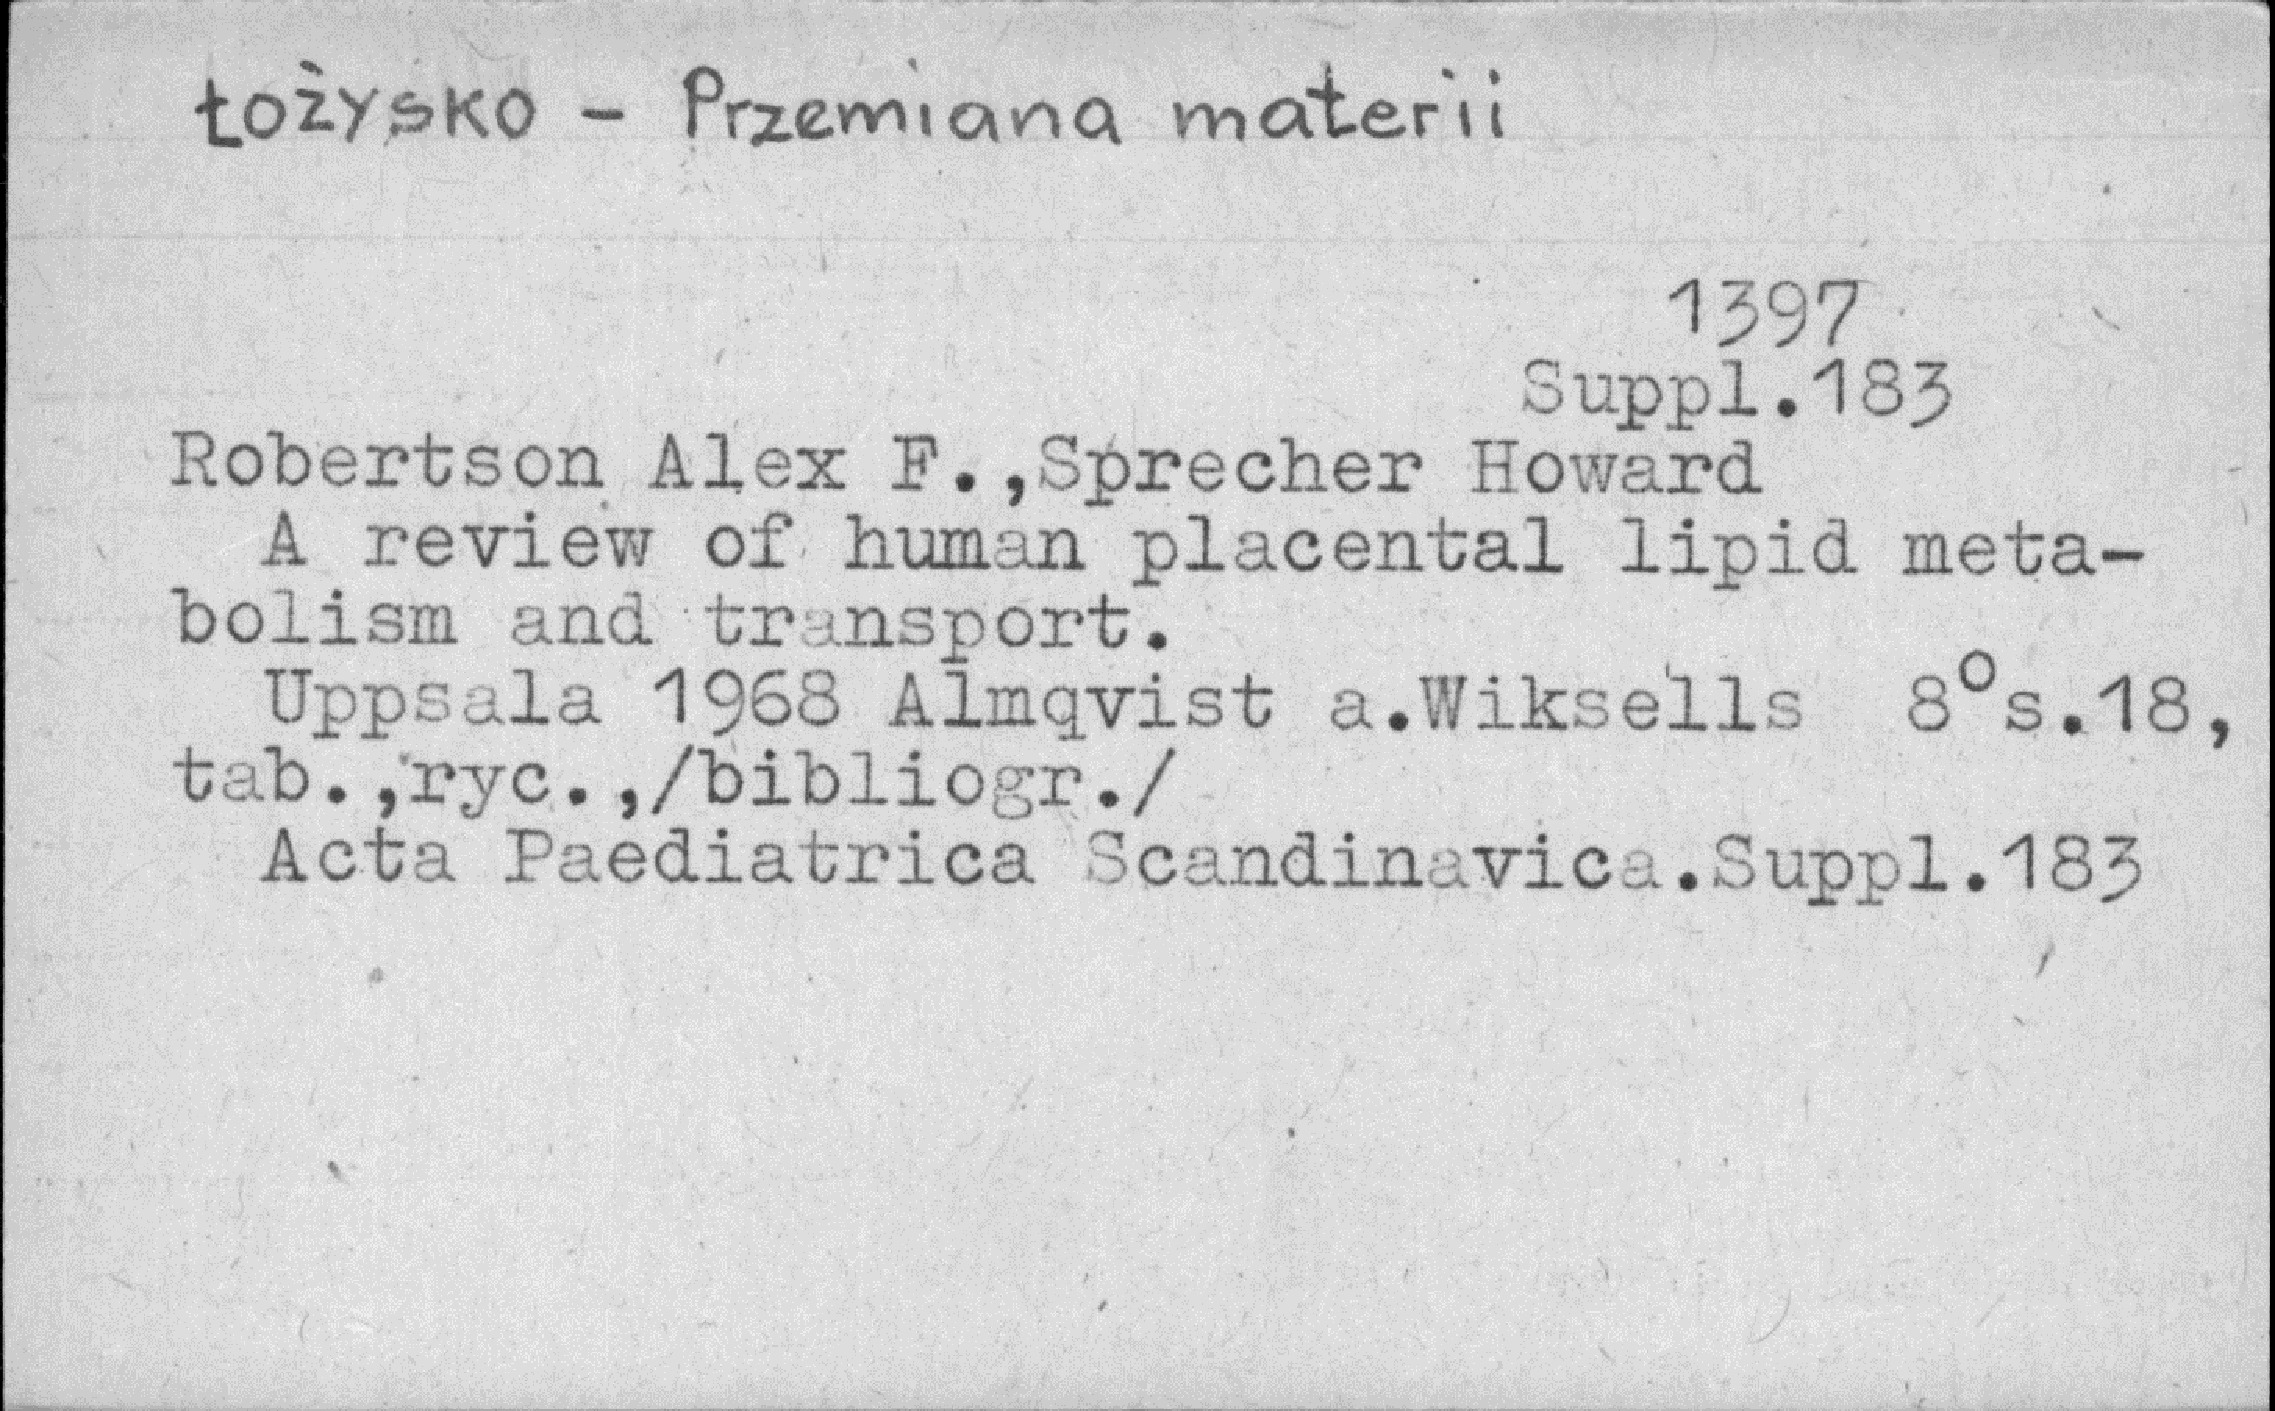 Łożysko - Przemiana materii
1397
Suppl.183
Robertson Alex F.,Sprecher Howard
A review of human placental lipid meta-
bolism and transport.
Uppsala 1968 Almqvist a.Wiksells 8°s.18,
tab.,ryc.,/bibliogr./
Acta Paediatrica Scandinavica.Suppl.183